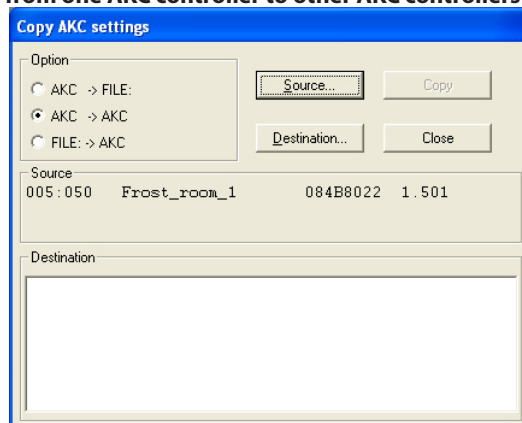 from one AKC controller to other AKC controllers
Copy AKC settings
Option
AKC -> FILE:
AKC -> AKC
FILE: -> AKC
Source...
Copy
Destination...
Close
Source
005:050 Frost_room_1 084B8022 1.501
Destination